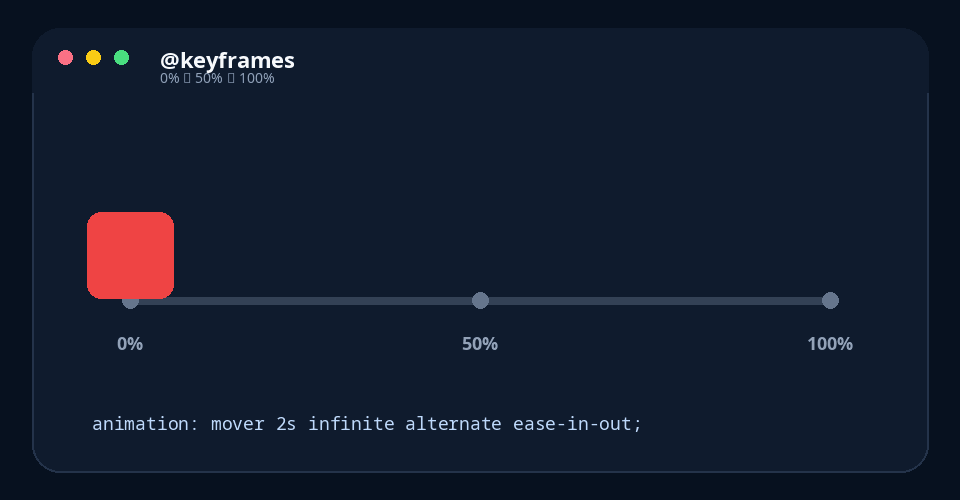 @keyframes
0% 50% 100%
0% 50% 100%
animation: mover 2s infinite alternate ease-in-out;